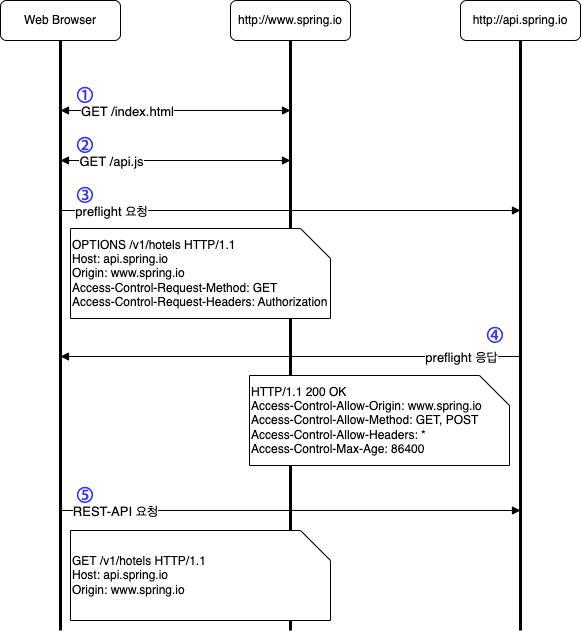 Web Browser
http://www.spring.io
http://api.spring.io
①
GET /index.html
②
GET /api.js
③
preflight 요청
OPTIONS /v1/hotels HTTP/1.1
Host: api.spring.io
Origin: www.spring.io
Access-Control-Request-Method: GET
Access-Control-Request-Headers: Authorization
④
preflight 응답
HTTP/1.1 200 OK
Access-Control-Allow-Origin: www.spring.io
Access-Control-Allow-Method: GET, POST
Access-Control-Allow-Headers: *
Access-Control-Max-Age: 86400
⑤
REST-API 요청
GET /v1/hotels HTTP/1.1
Host: api.spring.io
Origin: www.spring.io